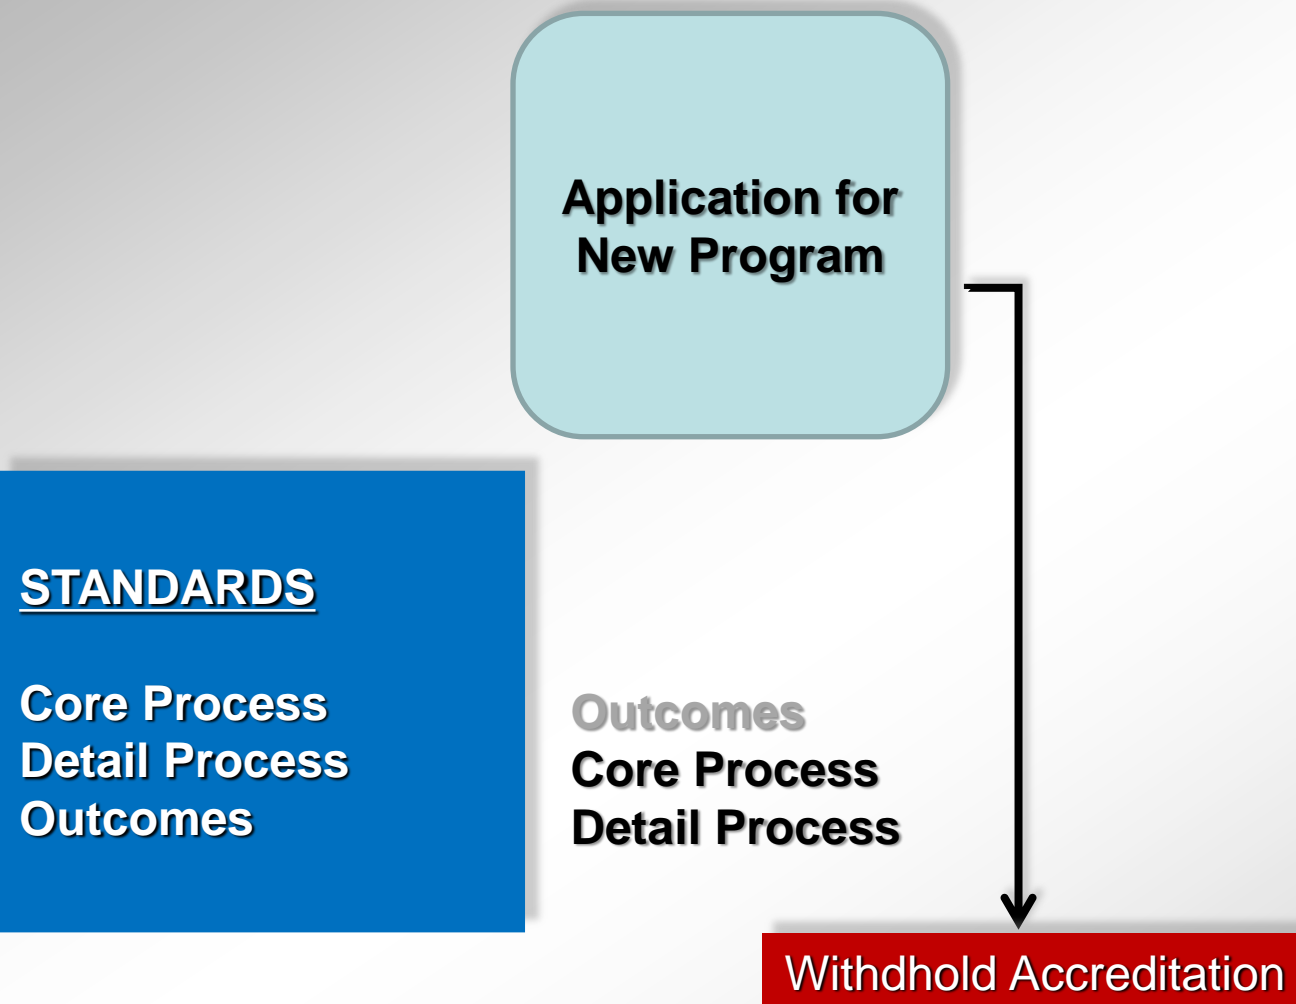 Application for
New Program
STANDARDS
Core Process
Detail Process
Outcomes
Outcomes
Core Process
Detail Process
Withdhold Accreditation